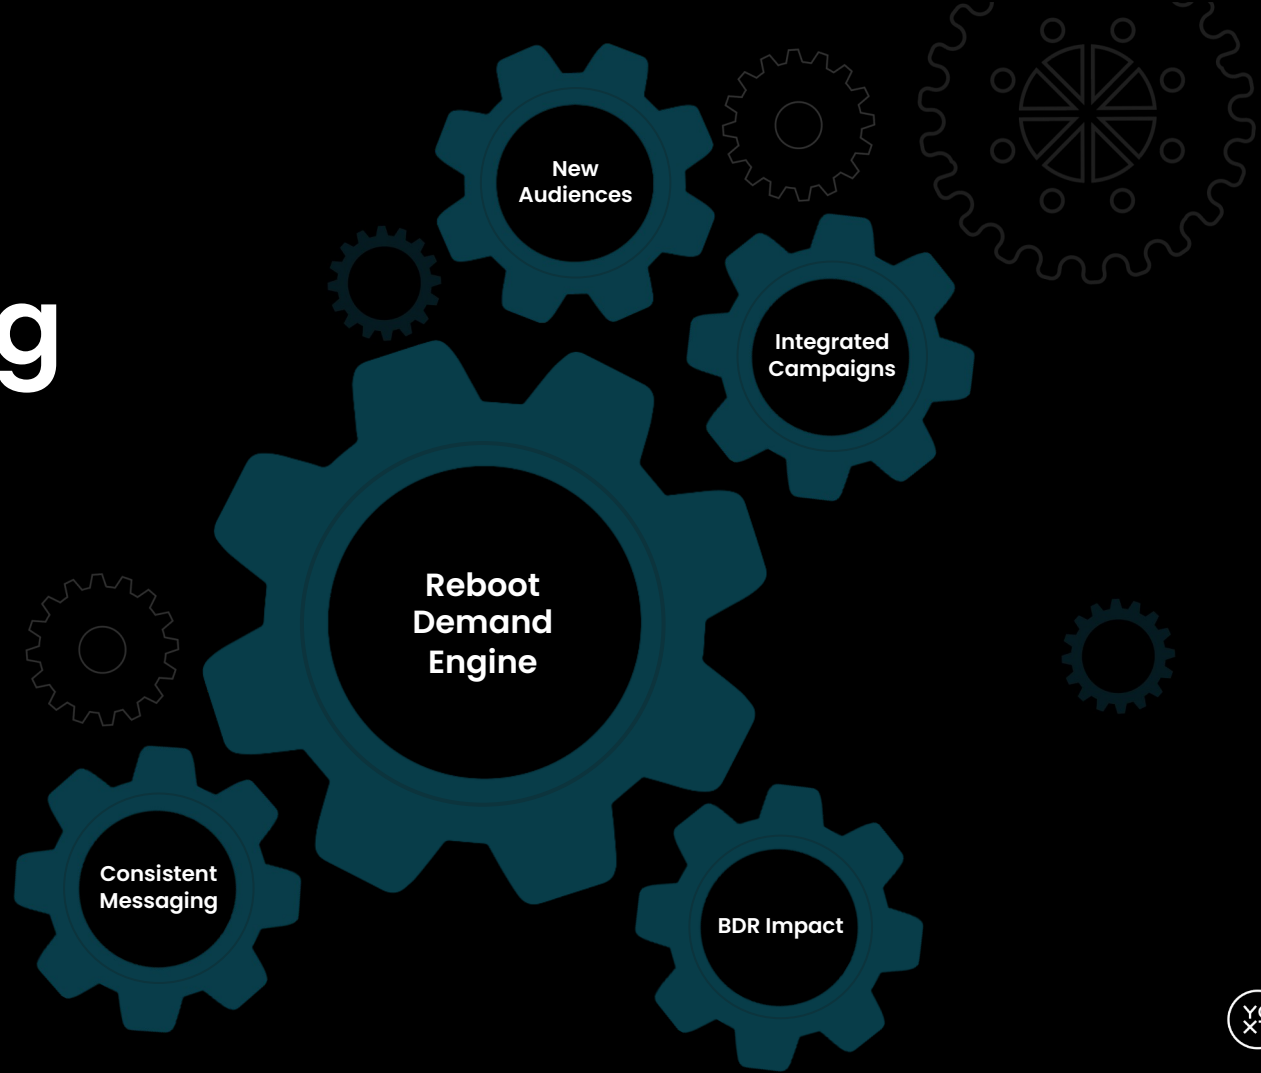 New
Audiences
Integrated
Campaigns
g
Reboot
Demand
Engine
Consistent
Messaging
BDR Impact